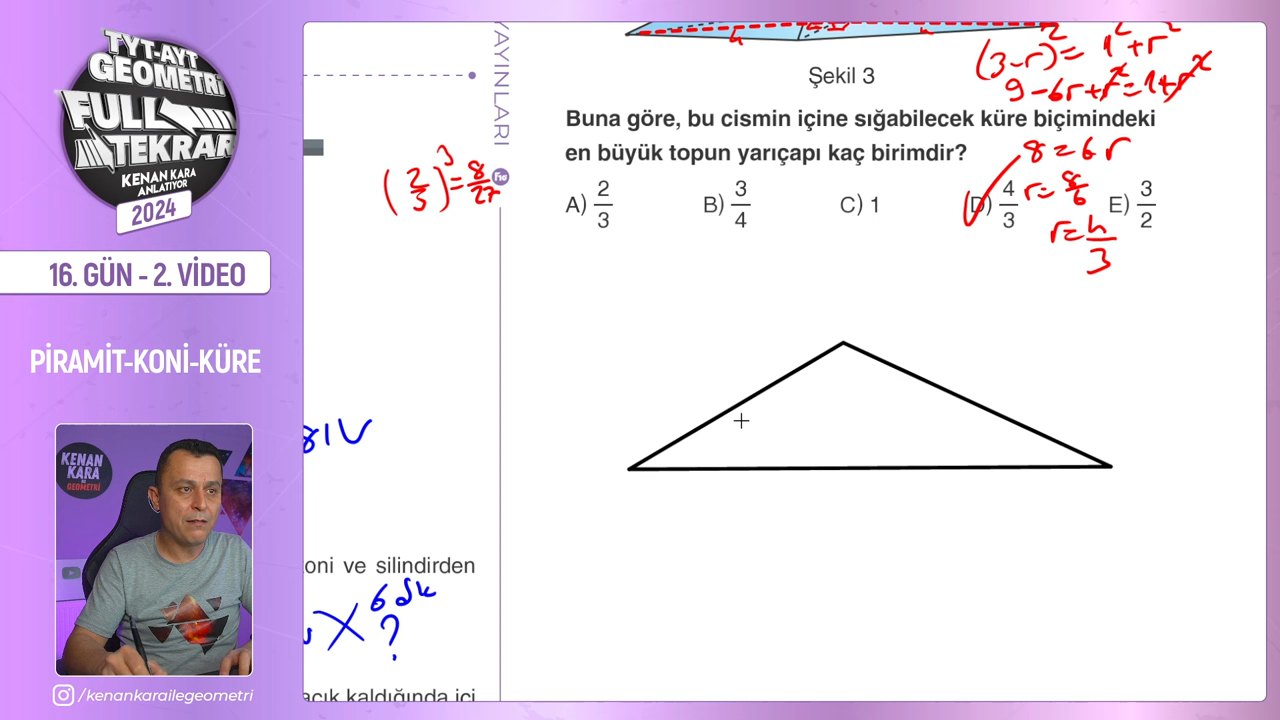 TYT-AYT
GEOMETRİ
FULL
TEKRAR
KENAN KARA
ANLATIYOR
2024
16. GÜN - 2. VİDEO
PİRAMİT-KONİ-KÜRE
KENAN
KARA
GEOMETRİ
/kenankarailegeometri
(2/3)³ = 8/27
81V
oni ve silindirden
6dk
?
açık kaldığında içi
YAYINLARI
Şekil 3
(3-r)² = 1² + r²
9 - 6r + r² = 1 + r²
Buna göre, bu cismin içine sığabilecek küre biçimindeki
en büyük topun yarıçapı kaç birimdir?
8 = 6r
r = 8/6
r = 4/3
A) 2/3 B) 3/4 C) 1 D) 4/3 E) 3/2